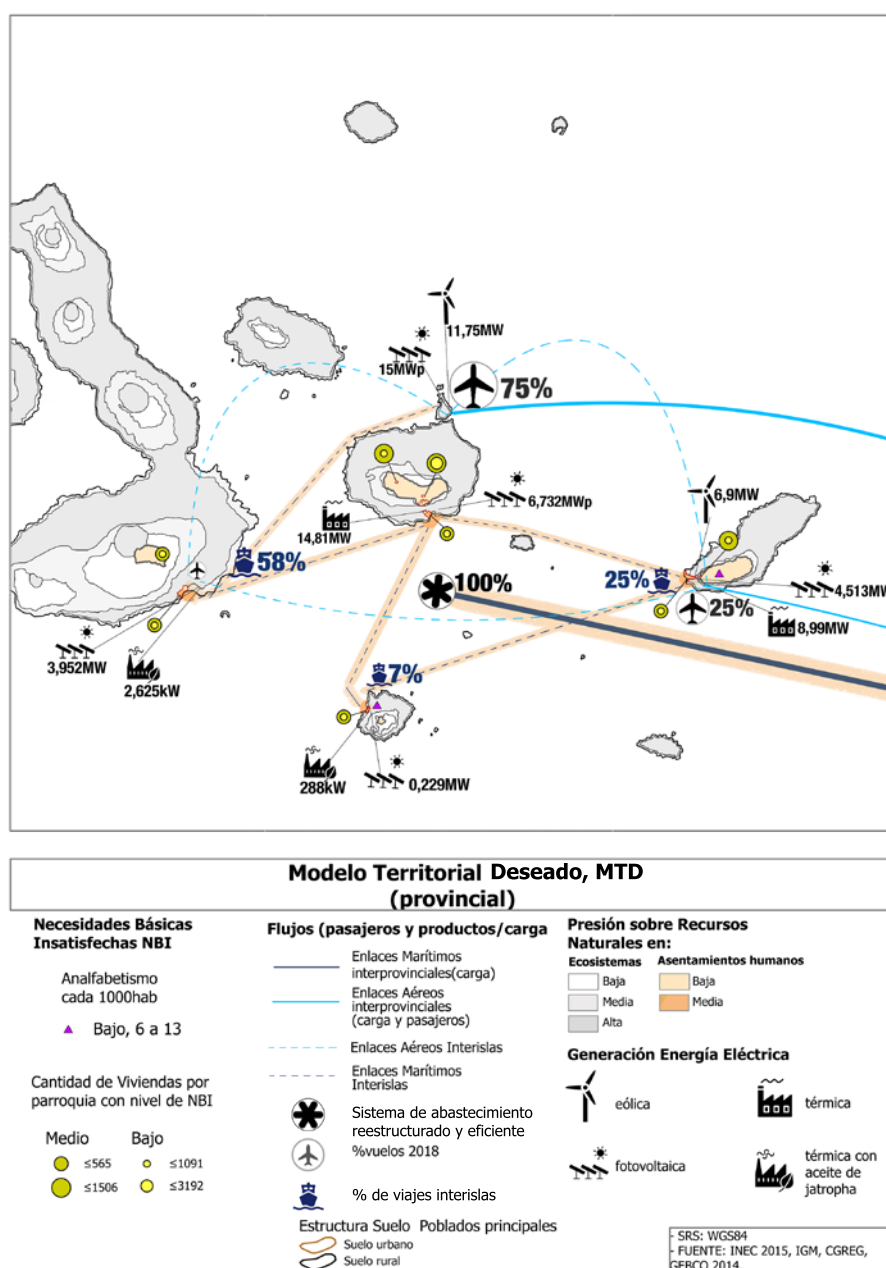 11,75MW
15MWp
75%
6,732MWp
14,81MW
6,9MW
58%
100%
25%
25%
4,513MW
8,99MW
3,952MW
2,625kW
7%
288kW
0,229MW
Modelo Territorial Deseado, MTD
(provincial)
Necesidades Básicas
Insatisfechas NBI
Analfabetismo
cada 1000hab
Bajo, 6 a 13
Cantidad de Viviendas por
parroquia con nivel de NBI
Medio Bajo
≤565 ≤1091
≤1506 ≤3192
Flujos (pasajeros y productos/carga
Enlaces Marítimos
interprovinciales(carga)
Enlaces Aéreos
interprovinciales
(carga y pasajeros)
Enlaces Aéreos Interislas
Enlaces Marítimos
Interislas
Sistema de abastecimiento
reestructurado y eficiente
%vuelos 2018
% de viajes interislas
Estructura Suelo Poblados principales
Suelo urbano
Suelo rural
Presión sobre Recursos
Naturales en:
Ecosistemas Asentamientos humanos
Baja Baja
Media Media
Alta
Generación Energía Eléctrica
eólica
térmica
fotovoltaica
térmica con
aceite de
jatropha
- SRS: WGS84
- FUENTE: INEC 2015, IGM, CGREG,
GEBCO 2014